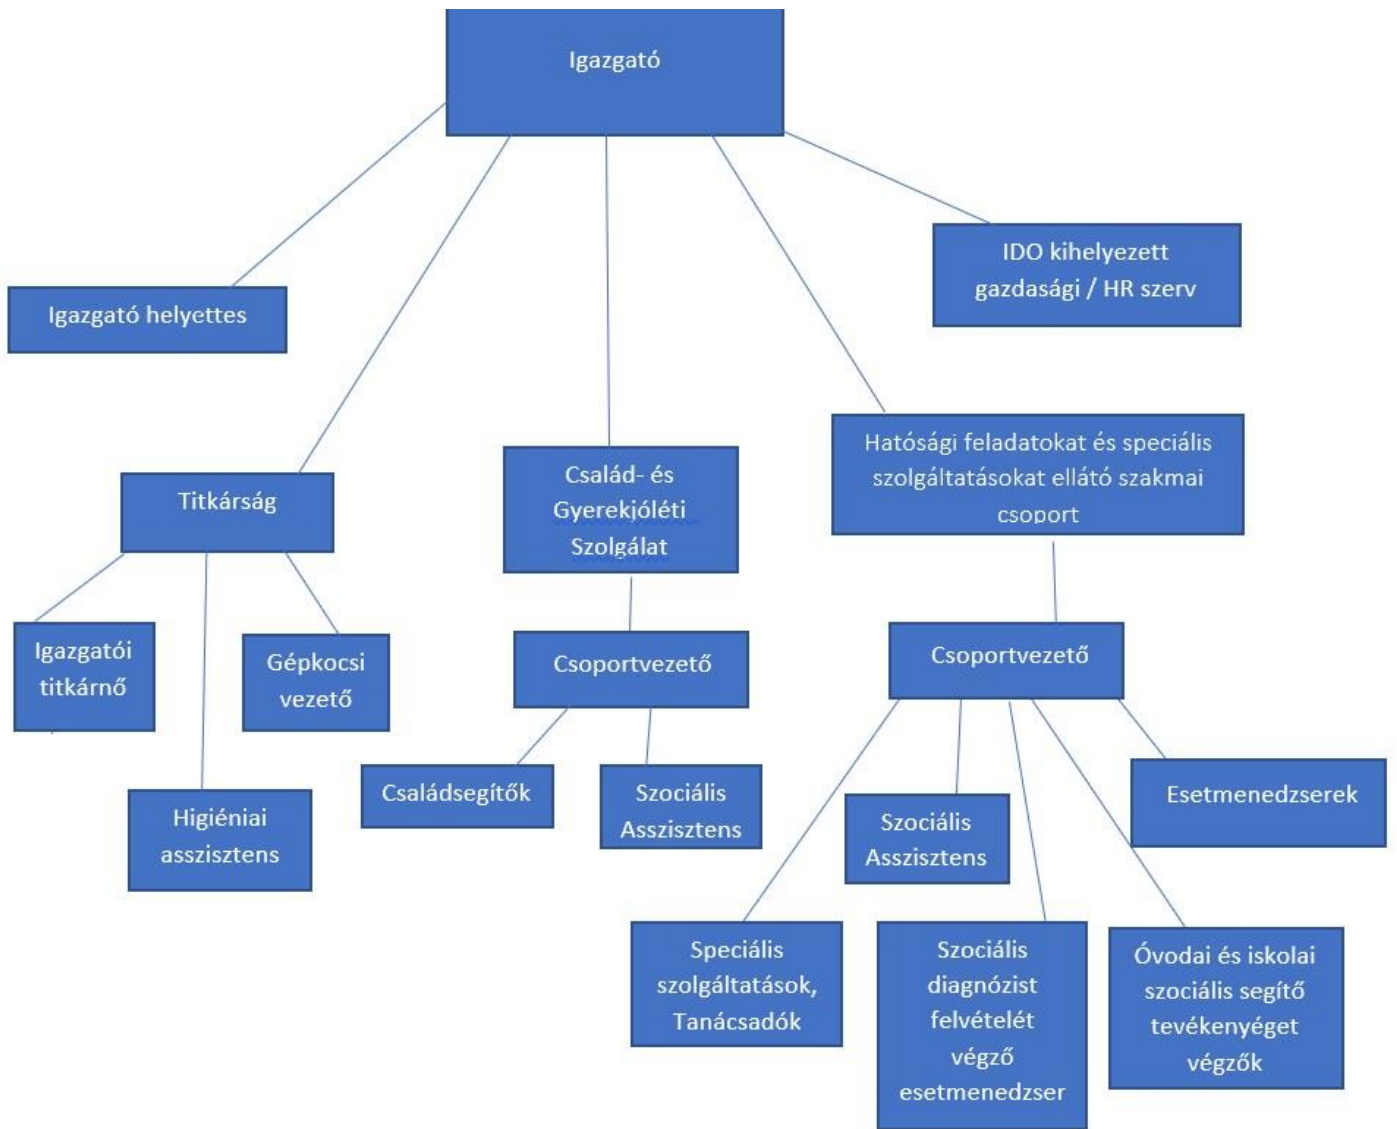 Igazgató
IDO kihelyezett
gazdasági / HR szerv
Igazgató helyettes
Hatósági feladatokat és speciális
szolgáltatásokat ellátó szakmai
csoport
Család- és
Gyerekjóléti
Szolgálat
Titkárság
Igazgatói
titkárnő
Gépkocsi
vezető
Csoportvezető
Csoportvezető
Higiéniai
asszisztens
Családsegítők
Szociális
Asszisztens
Szociális
Asszisztens
Esetmenedzserek
Speciális
szolgáltatások,
Tanácsadók
Szociális
diagnózist
felvételét
végző
esetmenedzser
Óvodai és iskolai
szociális segítő
tevékenyéget
végzők